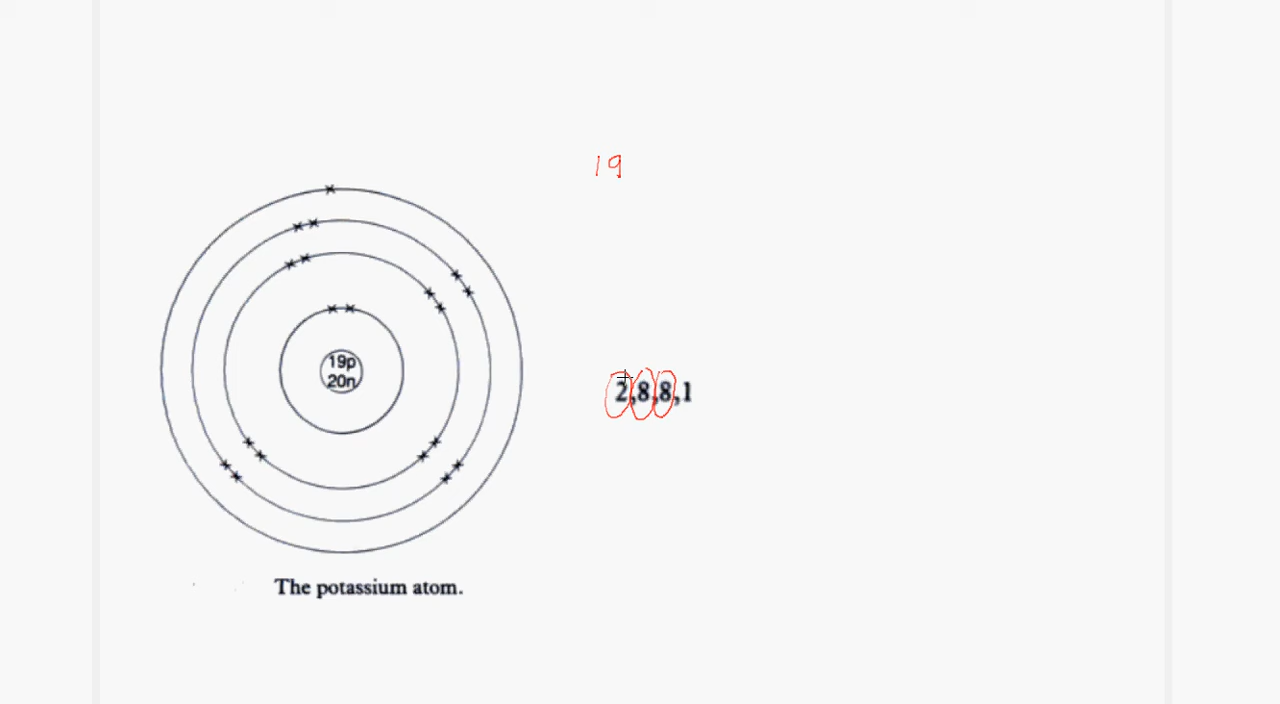 19
19p
20n
2,8,8,1
The potassium atom.